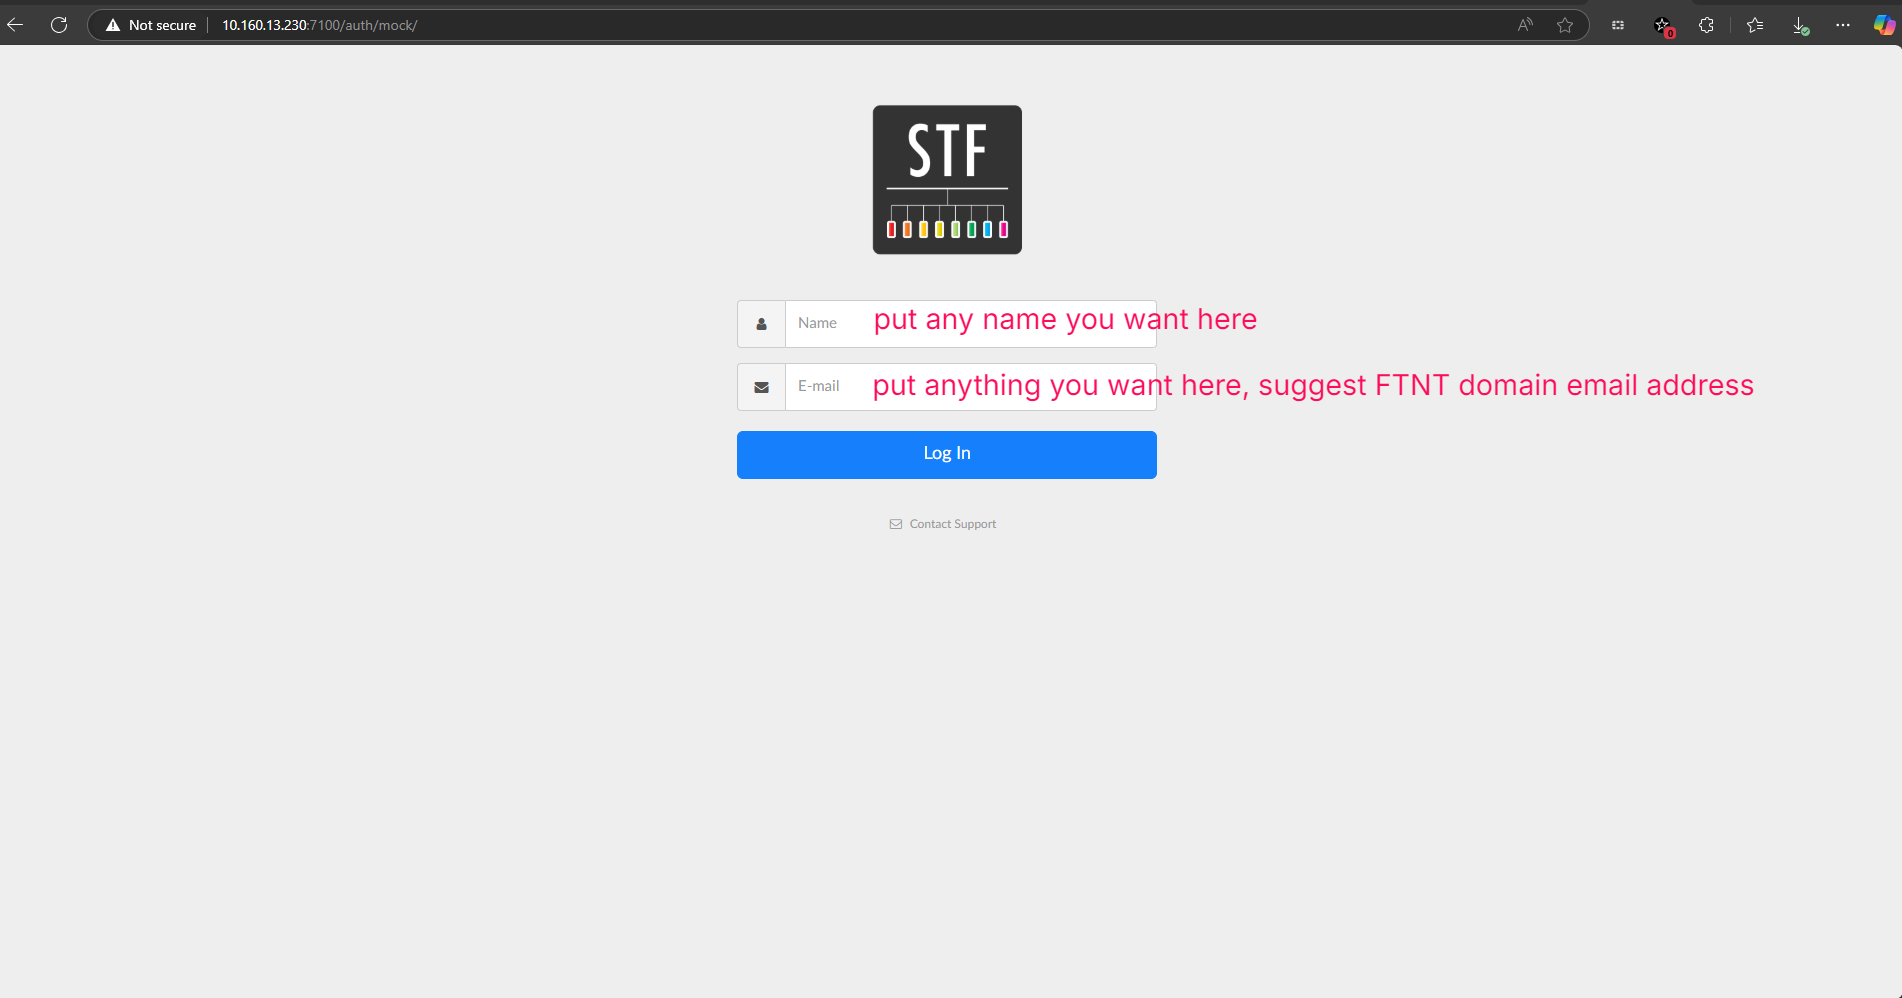 Not secure 10.160.13.230:7100/auth/mock/
0
STF
Name put any name you want here
E-mail put anything you want here, suggest FTNT domain email address
Log In
Contact Support